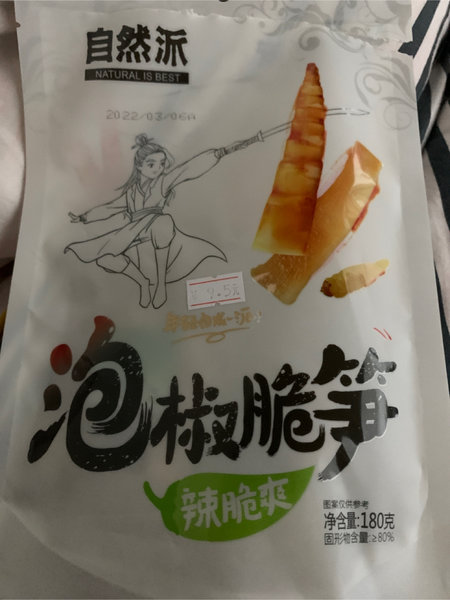 自然派
NATURAL IS BEST
2022/03/06A
泡椒脆笋
辣脆爽
图案仅供参考
净含量:180克
固形物含量:≥80%